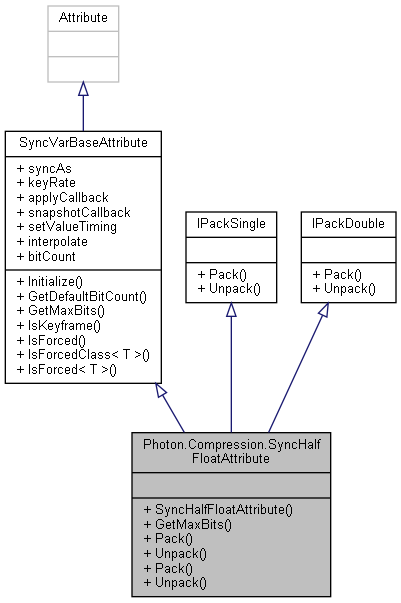 Attribute
SyncVarBaseAttribute
+ syncAs
+ keyRate
+ applyCallback
+ snapshotCallback
+ setValueTiming
+ interpolate
+ bitCount
+ Initialize()
+ GetDefaultBitCount()
+ GetMaxBits()
+ IsKeyframe()
+ IsForced()
+ IsForcedClass< T >()
+ IsForced< T >()
IPackSingle
+ Pack()
+ Unpack()
IPackDouble
+ Pack()
+ Unpack()
Photon.Compression.SyncHalf
FloatAttribute
+ SyncHalfFloatAttribute()
+ GetMaxBits()
+ Pack()
+ Unpack()
+ Pack()
+ Unpack()